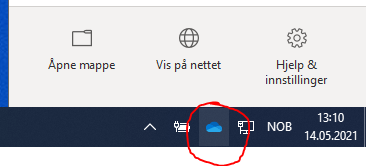 Åpne mappe
Vis på nettet
Hjelp &
innstillinger
NOB
13:10
14.05.2021